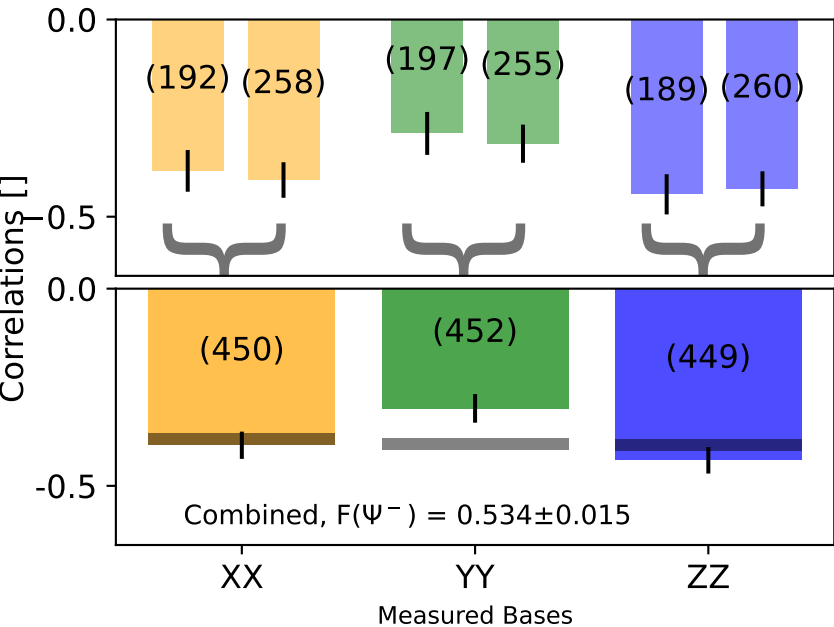 0.0
(192) (258) (197) (255) (189) (260)
−0.5
Correlations []
0.0
(450) (452) (449)
-0.5
Combined, F(Ψ⁻) = 0.534±0.015
XX YY ZZ
Measured Bases